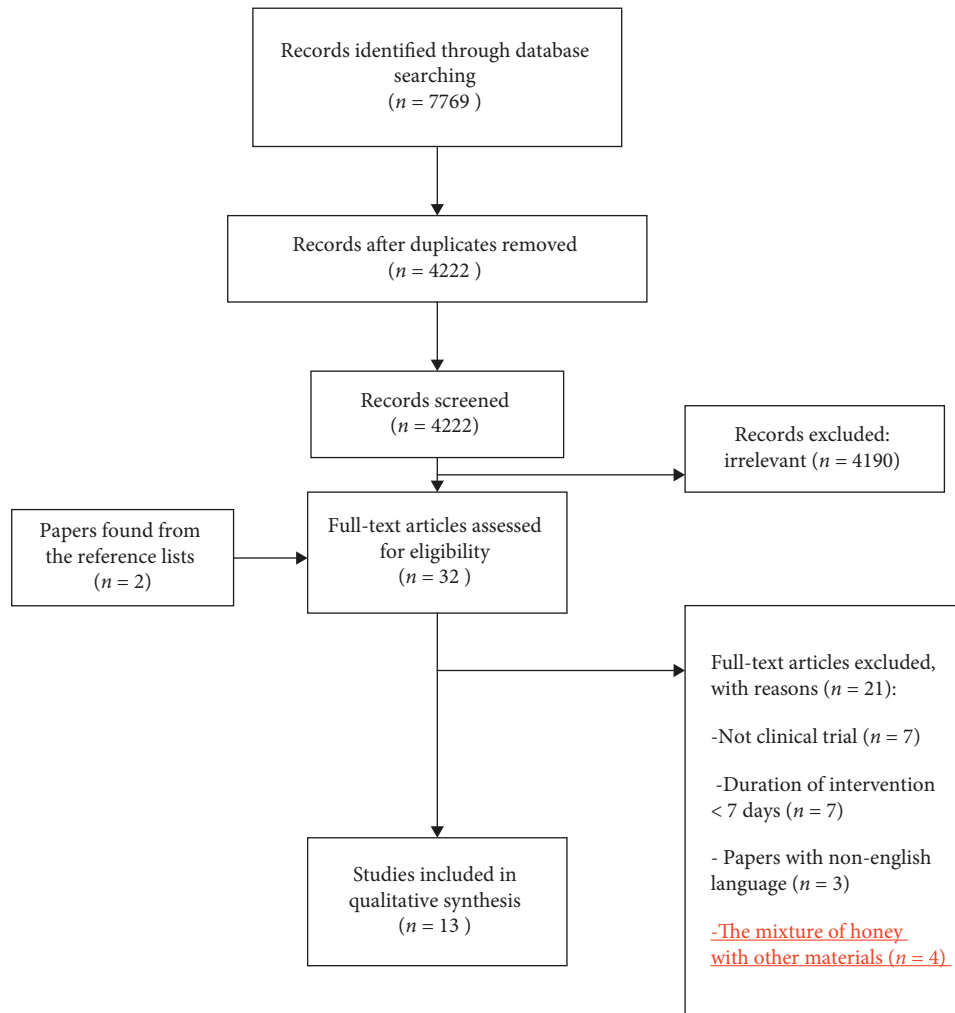 Records identified through database
searching
(n = 7769 )
Records after duplicates removed
(n = 4222 )
Records screened
(n = 4222)
Records excluded:
irrelevant (n = 4190)
Papers found from
the reference lists
(n = 2)
Full-text articles assessed
for eligibility
(n = 32 )
Full-text articles excluded,
with reasons (n = 21):
-Not clinical trial (n = 7)
-Duration of intervention
< 7 days (n = 7)
- Papers with non-english
language (n = 3)
-The mixture of honey
with other materials (n = 4)
Studies included in
qualitative synthesis
(n = 13 )